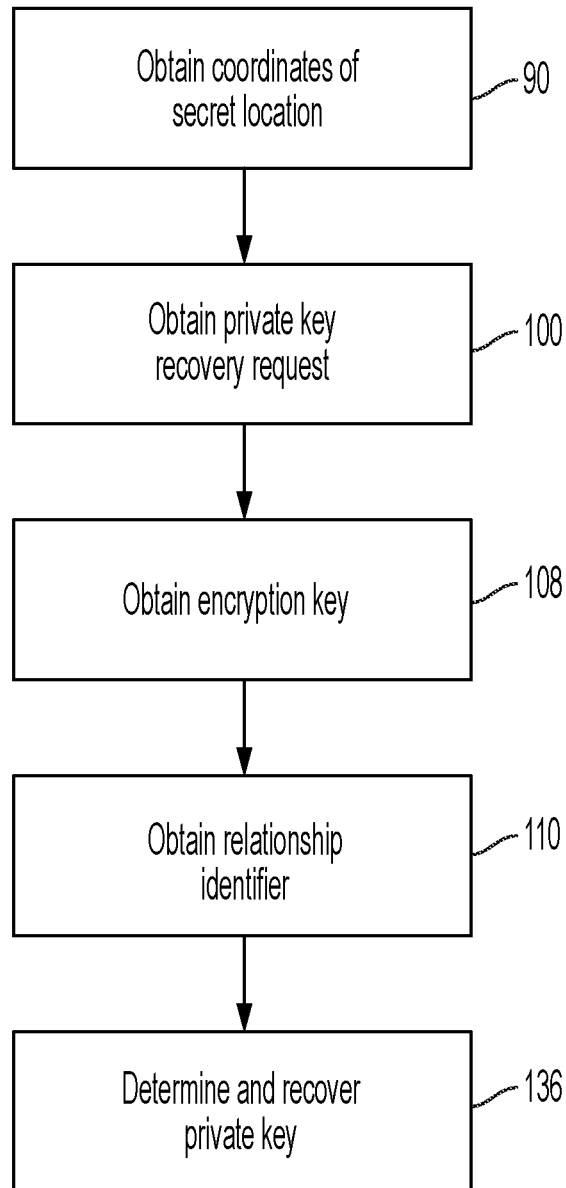 Obtain coordinates of
secret location
90
Obtain private key
recovery request
100
Obtain encryption key
108
Obtain relationship
identifier
110
Determine and recover
private key
136